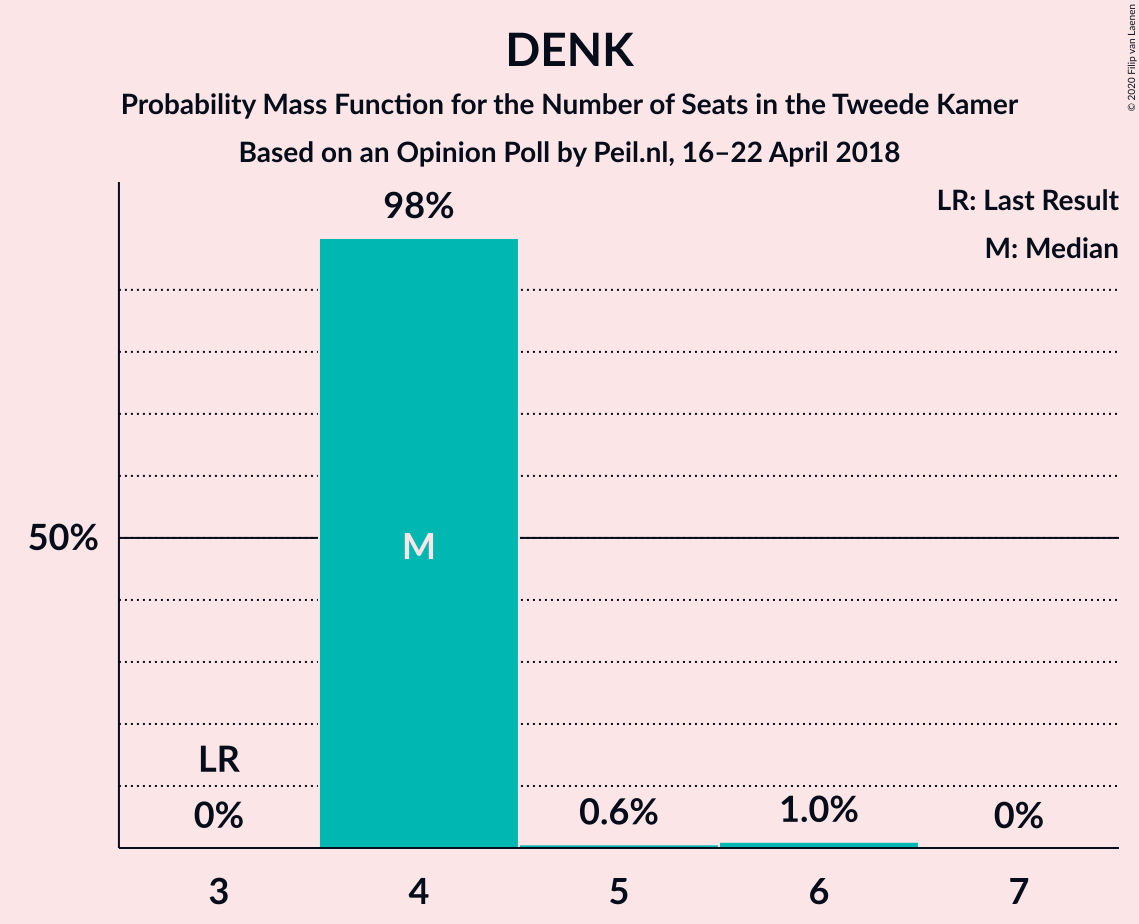 DENK
Probability Mass Function for the Number of Seats in the Tweede Kamer
Based on an Opinion Poll by Peil.nl, 16–22 April 2018
© 2020 Filip van Laenen
LR: Last Result
M: Median
98%
50%
M
LR
0%
0.6%
1.0%
0%
3
4
5
6
7